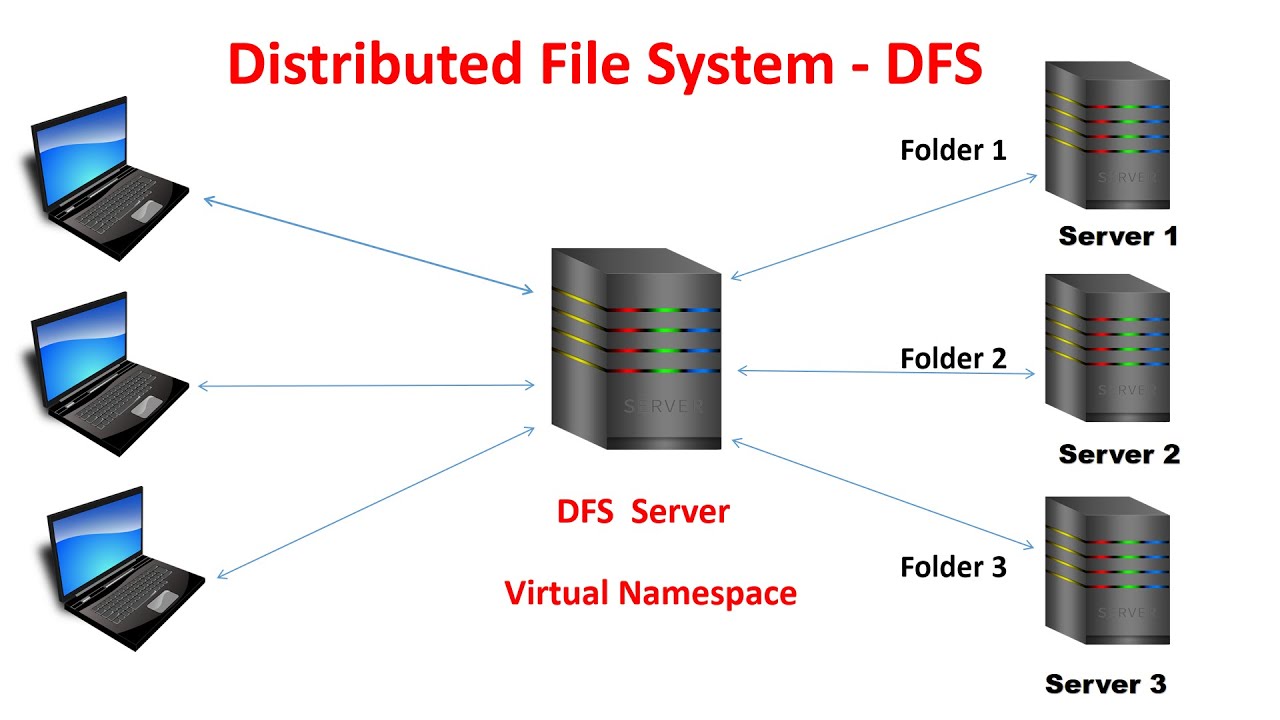 Distributed File System - DFS
Folder 1
SERVER
Server 1
Folder 2
SERVER
SERVER
Server 2
DFS  Server
Folder 3
Virtual Namespace
SERVER
Server 3